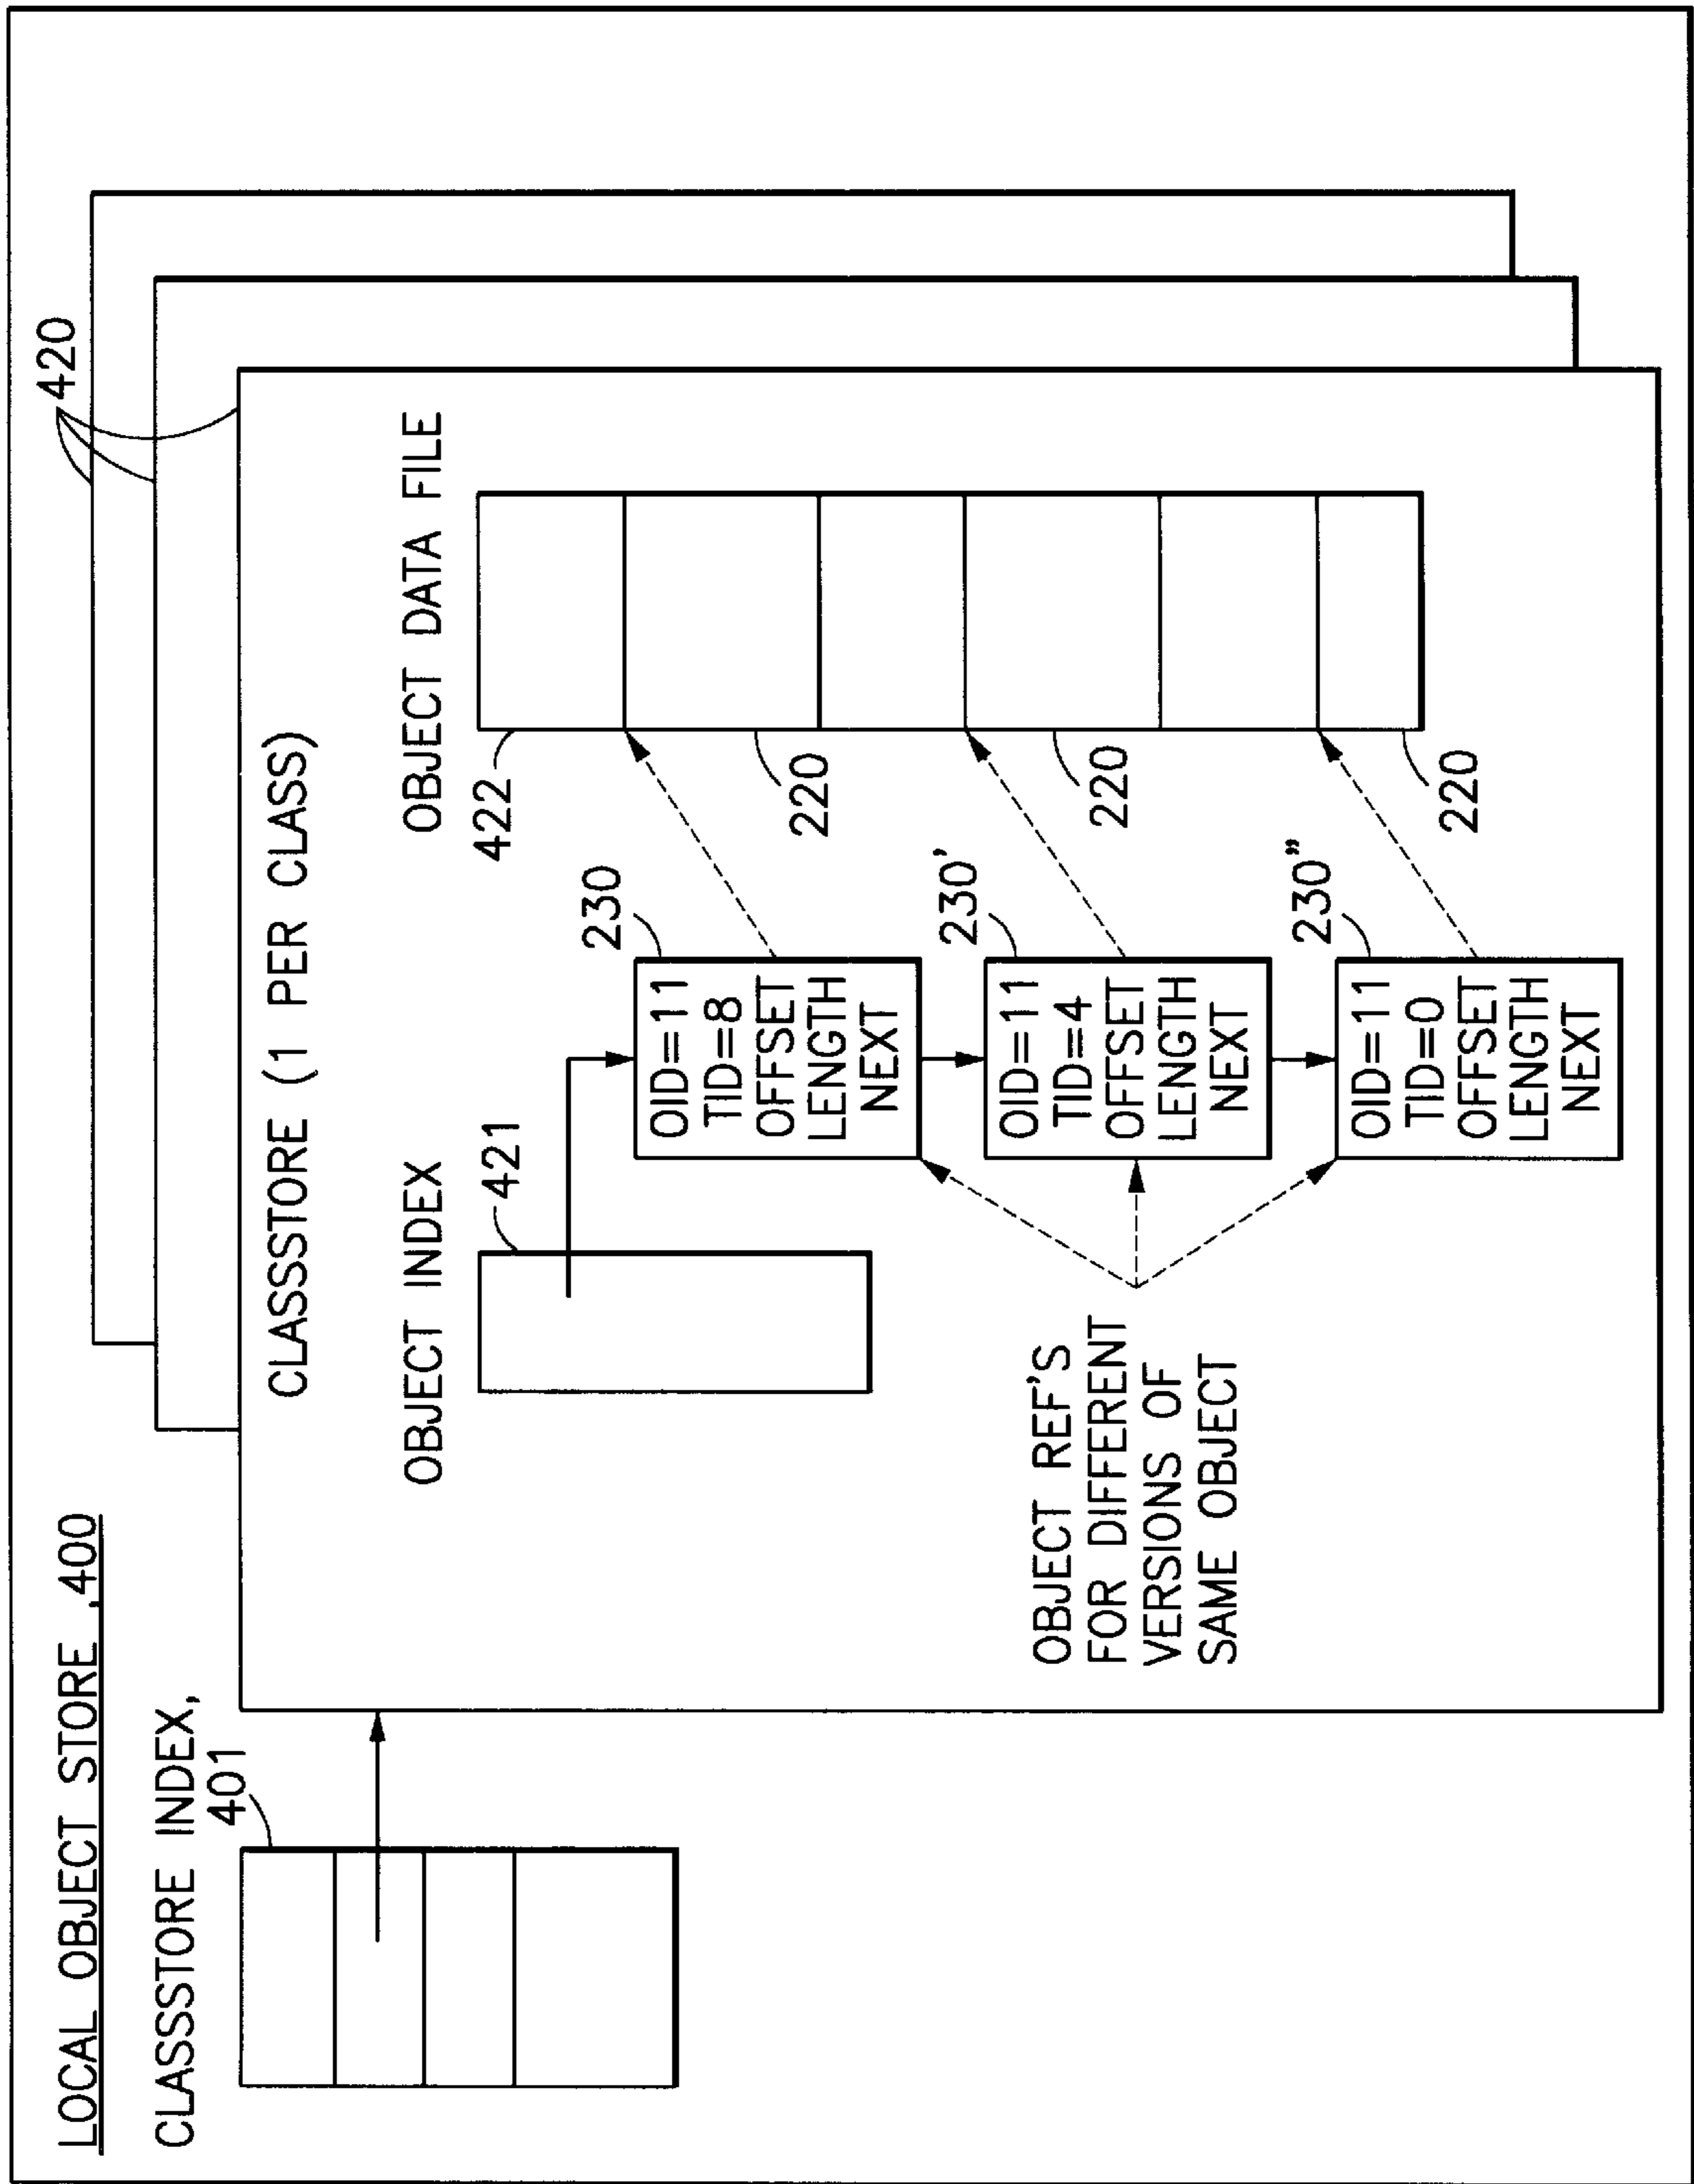 LOCAL OBJECT STORE ,400
CLASSSTORE INDEX,
401
420
CLASSSTORE (1 PER CLASS)
OBJECT INDEX
421
OBJECT DATA FILE
422
230
OID=11
TID=8
OFFSET
LENGTH
NEXT
220
230'
OID=11
TID=4
OFFSET
LENGTH
NEXT
220
230"
OID=11
TID=0
OFFSET
LENGTH
NEXT
220
OBJECT REF'S
FOR DIFFERENT
VERSIONS OF
SAME OBJECT